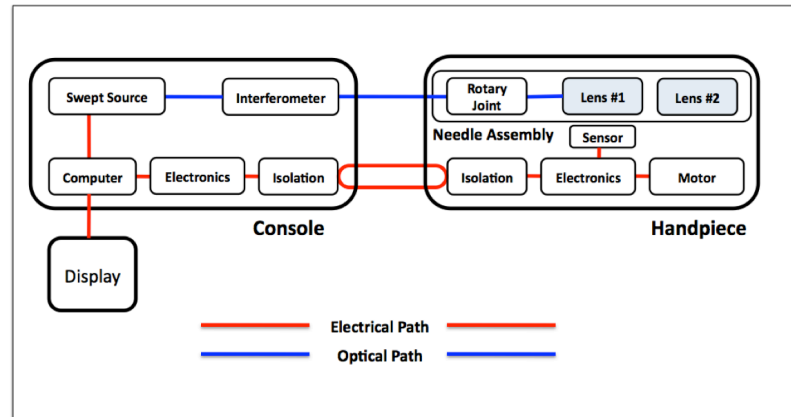 Swept Source
Interferometer
Rotary
Joint
Lens #1
Lens #2
Needle Assembly
Sensor
Computer
Electronics
Isolation
Isolation
Electronics
Motor
Console
Handpiece
Display
Electrical Path
Optical Path